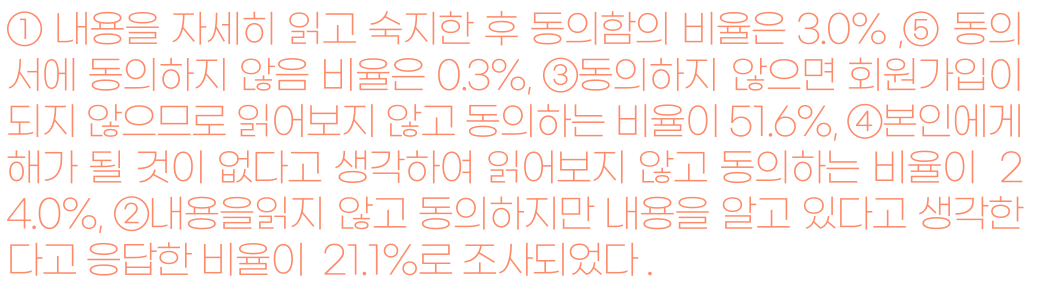 ① 내용을 자세히 읽고 숙지한 후 동의함의 비율은 3.0% ,⑤ 동의
서에 동의하지 않음 비율은 0.3%, ③동의하지 않으면 회원가입이
되지 않으므로 읽어보지 않고 동의하는 비율이 51.6%, ④본인에게
해가 될 것이 없다고 생각하여 읽어보지 않고 동의하는 비율이 2
4.0%, ②내용을읽지 않고 동의하지만 내용을 알고 있다고 생각한
다고 응답한 비율이 21.1%로 조사되었다 .